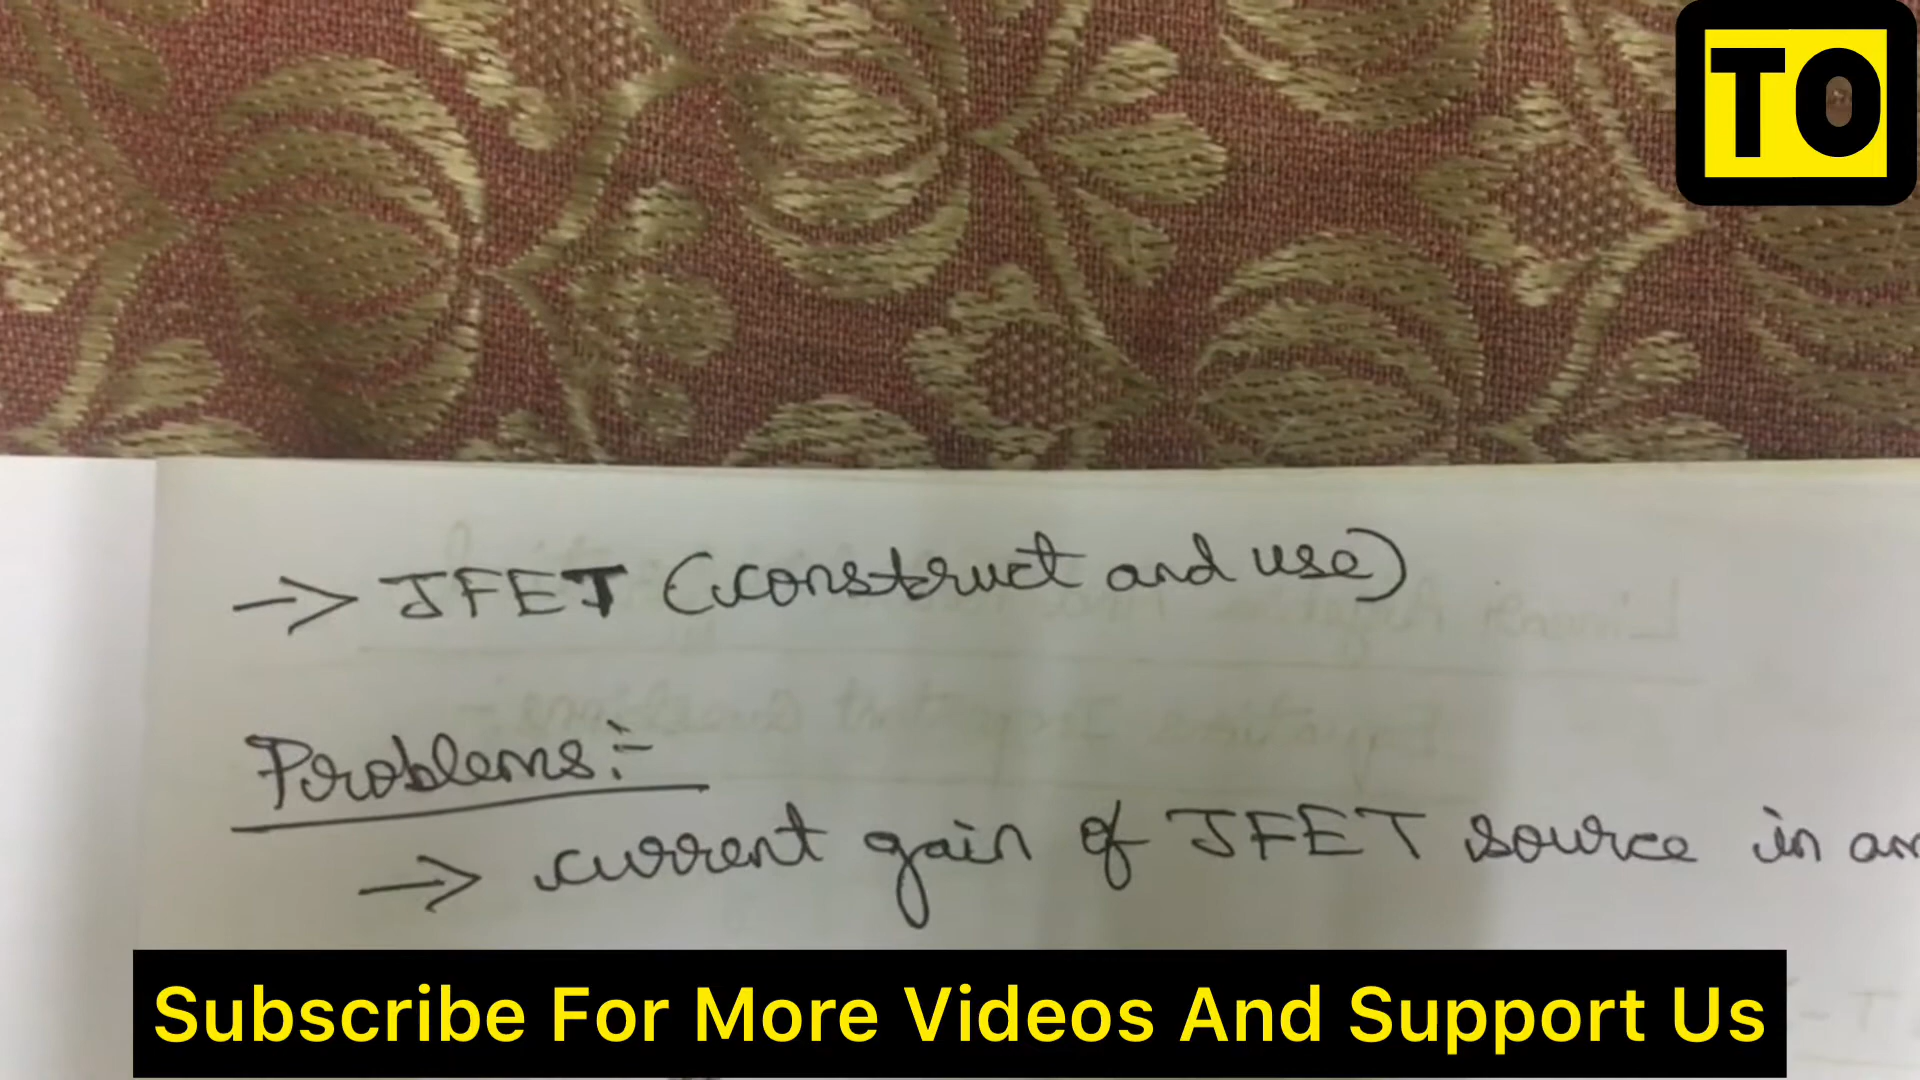 TO
→ JFET (construct and use)
Problems:-
→ current gain of JFET source in
Subscribe For More Videos And Support Us